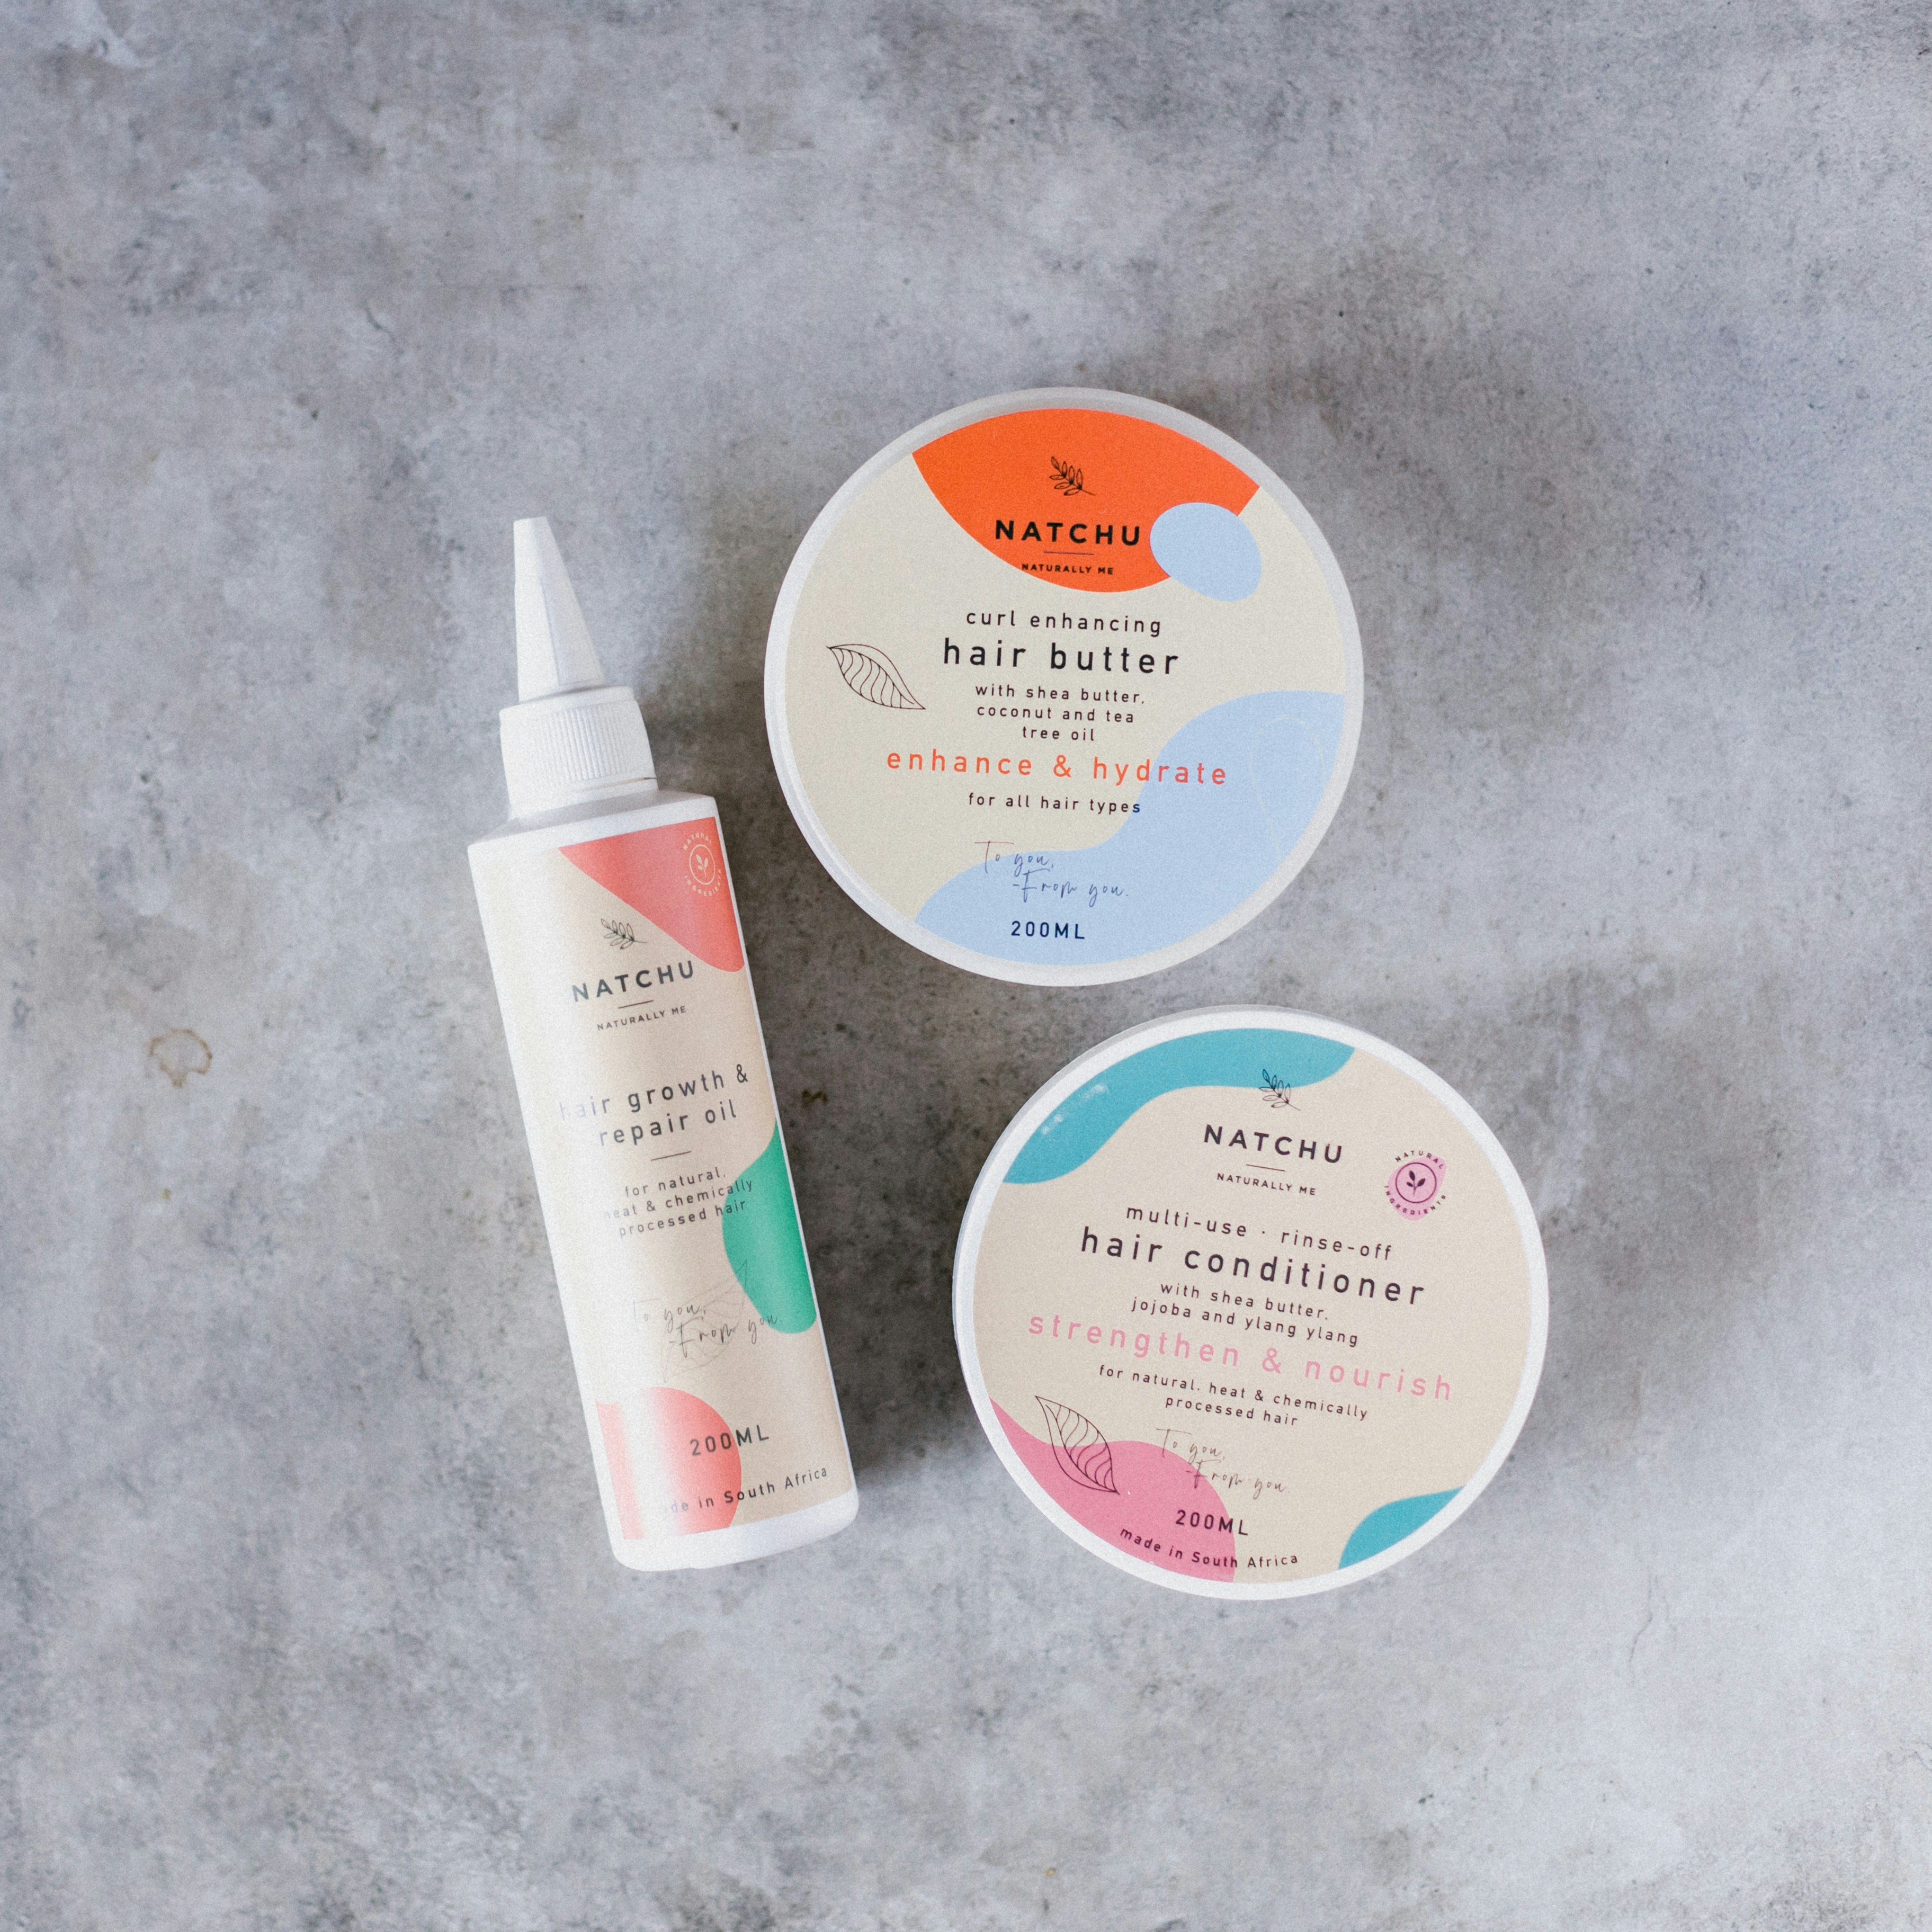 NATURAL INGREDIENTS
NATCHU
NATURALLY ME
hair growth &
repair oil
for natural,
heat & chemically
processed hair
To you,
From you.
200ML
made in South Africa
NATCHU
NATURALLY ME
curl enhancing
hair butter
with shea butter,
coconut and tea
tree oil
enhance & hydrate
for all hair types
To you,
From you.
200ML
NATCHU
NATURALLY ME
NATURAL INGREDIENTS
multi-use · rinse-off
hair conditioner
with shea butter,
jojoba and ylang ylang
strengthen & nourish
for natural, heat & chemically
processed hair
To you,
From you
200ML
made in South Africa